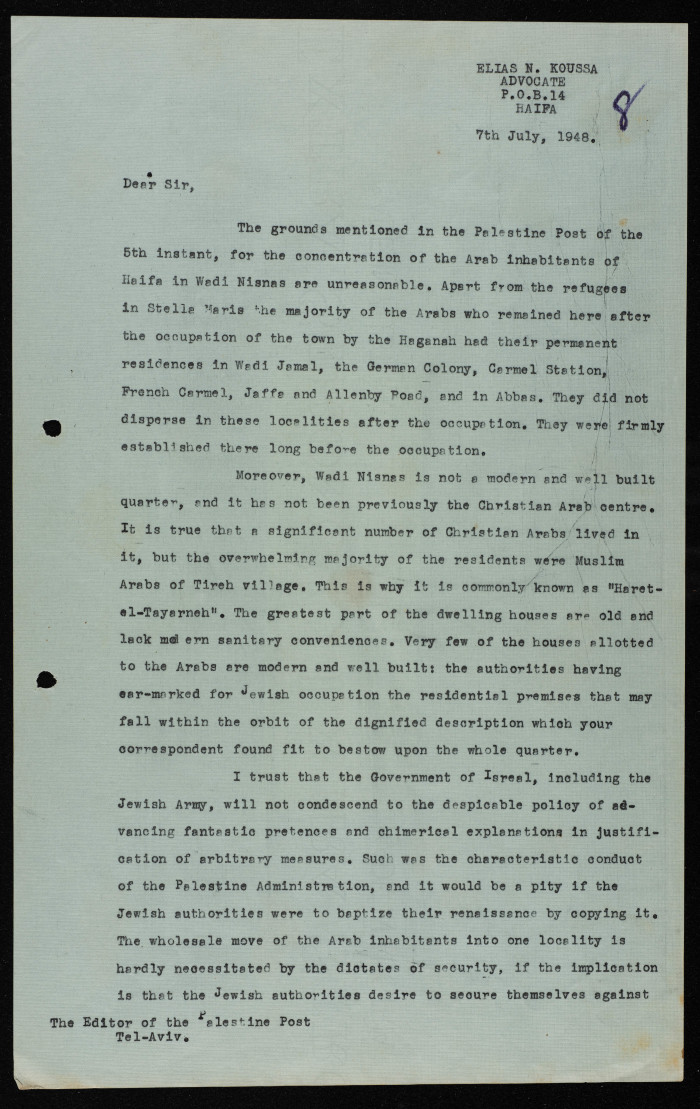 ELIAS N. KOUSSA
ADVOCATE
P.O.B.14
HAIFA
8
7th July, 1948.
Dear Sir,
The grounds mentioned in the Palestine Post of the
5th instant, for the concentration of the Arab inhabitants of
Haifa in Wadi Nisnas are unreasonable. Apart from the refugees
in Stella Maris the majority of the Arabs who remained here after
the occupation of the town by the Haganah had their permanent
residences in Wadi Jamal, the German Colony, Carmel Station,
French Carmel, Jaffa and Allenby Road, and in Abbas. They did not
disperse in these localities after the occupation. They were firmly
established there long before the occupation.
Moreover, Wadi Nisnas is not a modern and well built
quarter, and it has not been previously the Christian Arab centre.
It is true that a significant number of Christian Arabs lived in
it, but the overwhelming majority of the residents were Muslim
Arabs of Tireh village. This is why it is commonly known as "Haret-
el-Tayarneh". The greatest part of the dwelling houses are old and
lack modern sanitary conveniences. Very few of the houses allotted
to the Arabs are modern and well built: the authorities having
ear-marked for Jewish occupation the residential premises that may
fall within the orbit of the dignified description which your
correspondent found fit to bestow upon the whole quarter.
I trust that the Government of Isreal, including the
Jewish Army, will not condescend to the despicable policy of ad-
vancing fantastic pretences and chimerical explanations in justifi-
cation of arbitrary measures. Such was the characteristic conduct
of the Palestine Administration, and it would be a pity if the
Jewish authorities were to baptize their renaissance by copying it.
The wholesale move of the Arab inhabitants into one locality is
hardly necessitated by the dictates of security, if the implication
is that the Jewish authorities desire to secure themselves against
The Editor of the Palestine Post
Tel-Aviv.